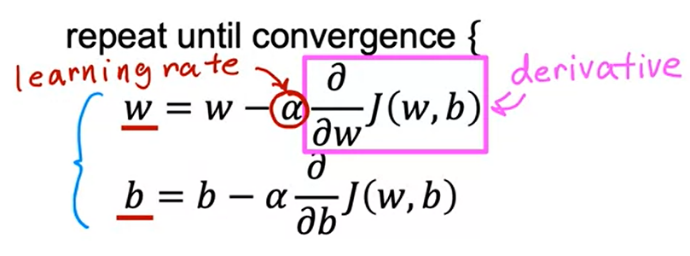 repeat until convergence {
learning rate
derivative
w = w − α ∂/∂w J(w, b)
b = b − α ∂/∂b J(w, b)